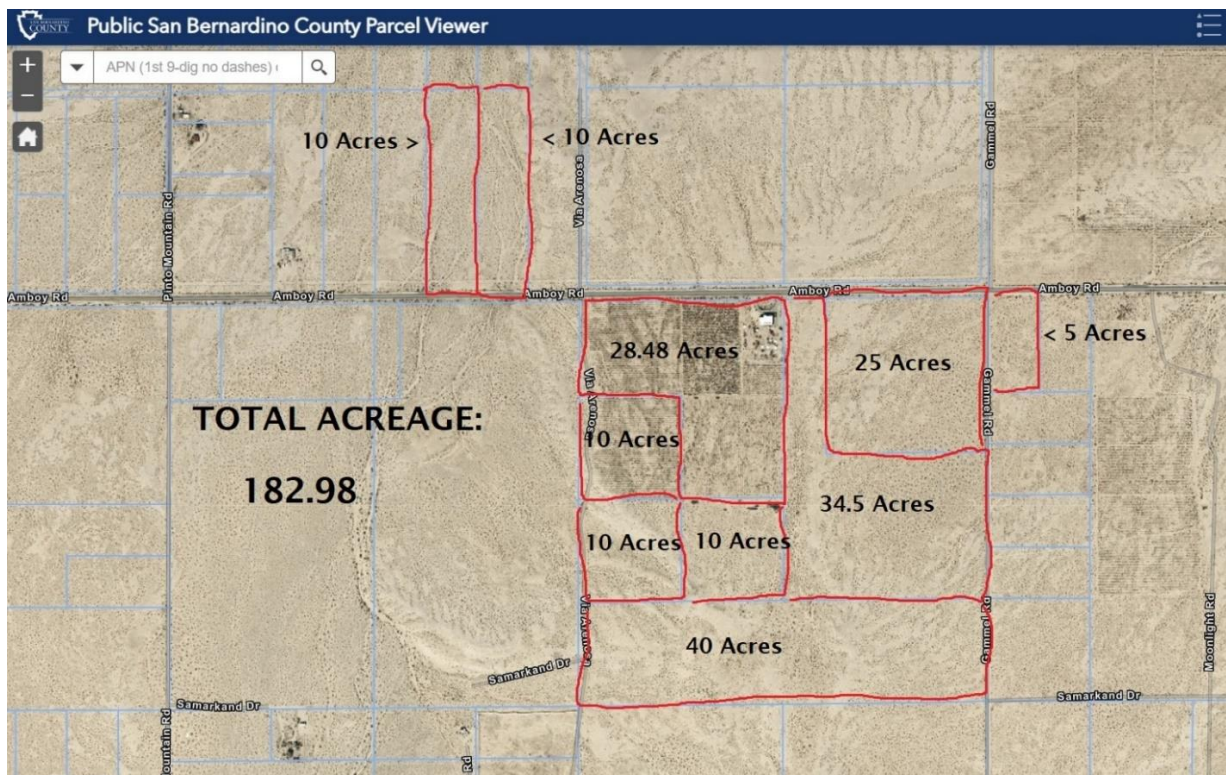 COUNTY
Public San Bernardino County Parcel Viewer
+
APN (1st 9-dig no dashes)
−
10 Acres >
< 10 Acres
Gammel Rd
Via Arenosa
Pinto Mountain Rd
Amboy Rd
Amboy Rd
Amboy Rd
Amboy Rd
Amboy Rd
28.48 Acres
25 Acres
< 5 Acres
Gammel Rd
TOTAL ACREAGE:
182.98
10 Acres
34.5 Acres
10 Acres
10 Acres
Via Arenosa
Gammel Rd
40 Acres
Moonlight Rd
Samarkand Dr
Samarkand Dr
Samarkand Dr
ountain Rd
Rd